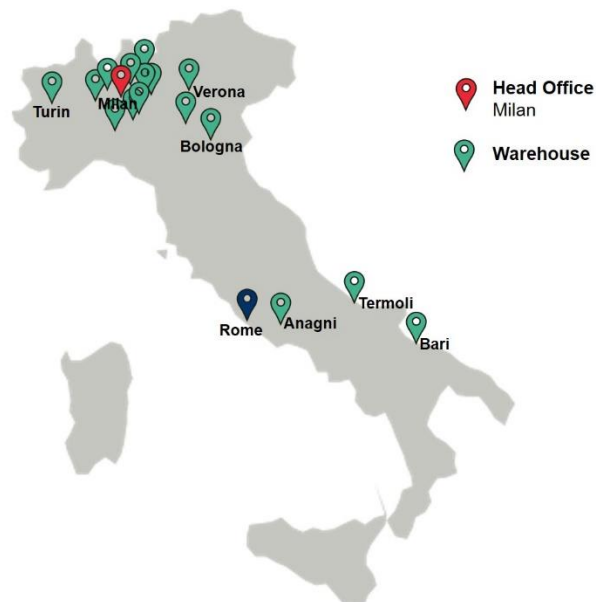 Turin
Milan
Verona
Bologna
Head Office
Milan
Warehouse
Rome
Anagni
Termoli
Bari